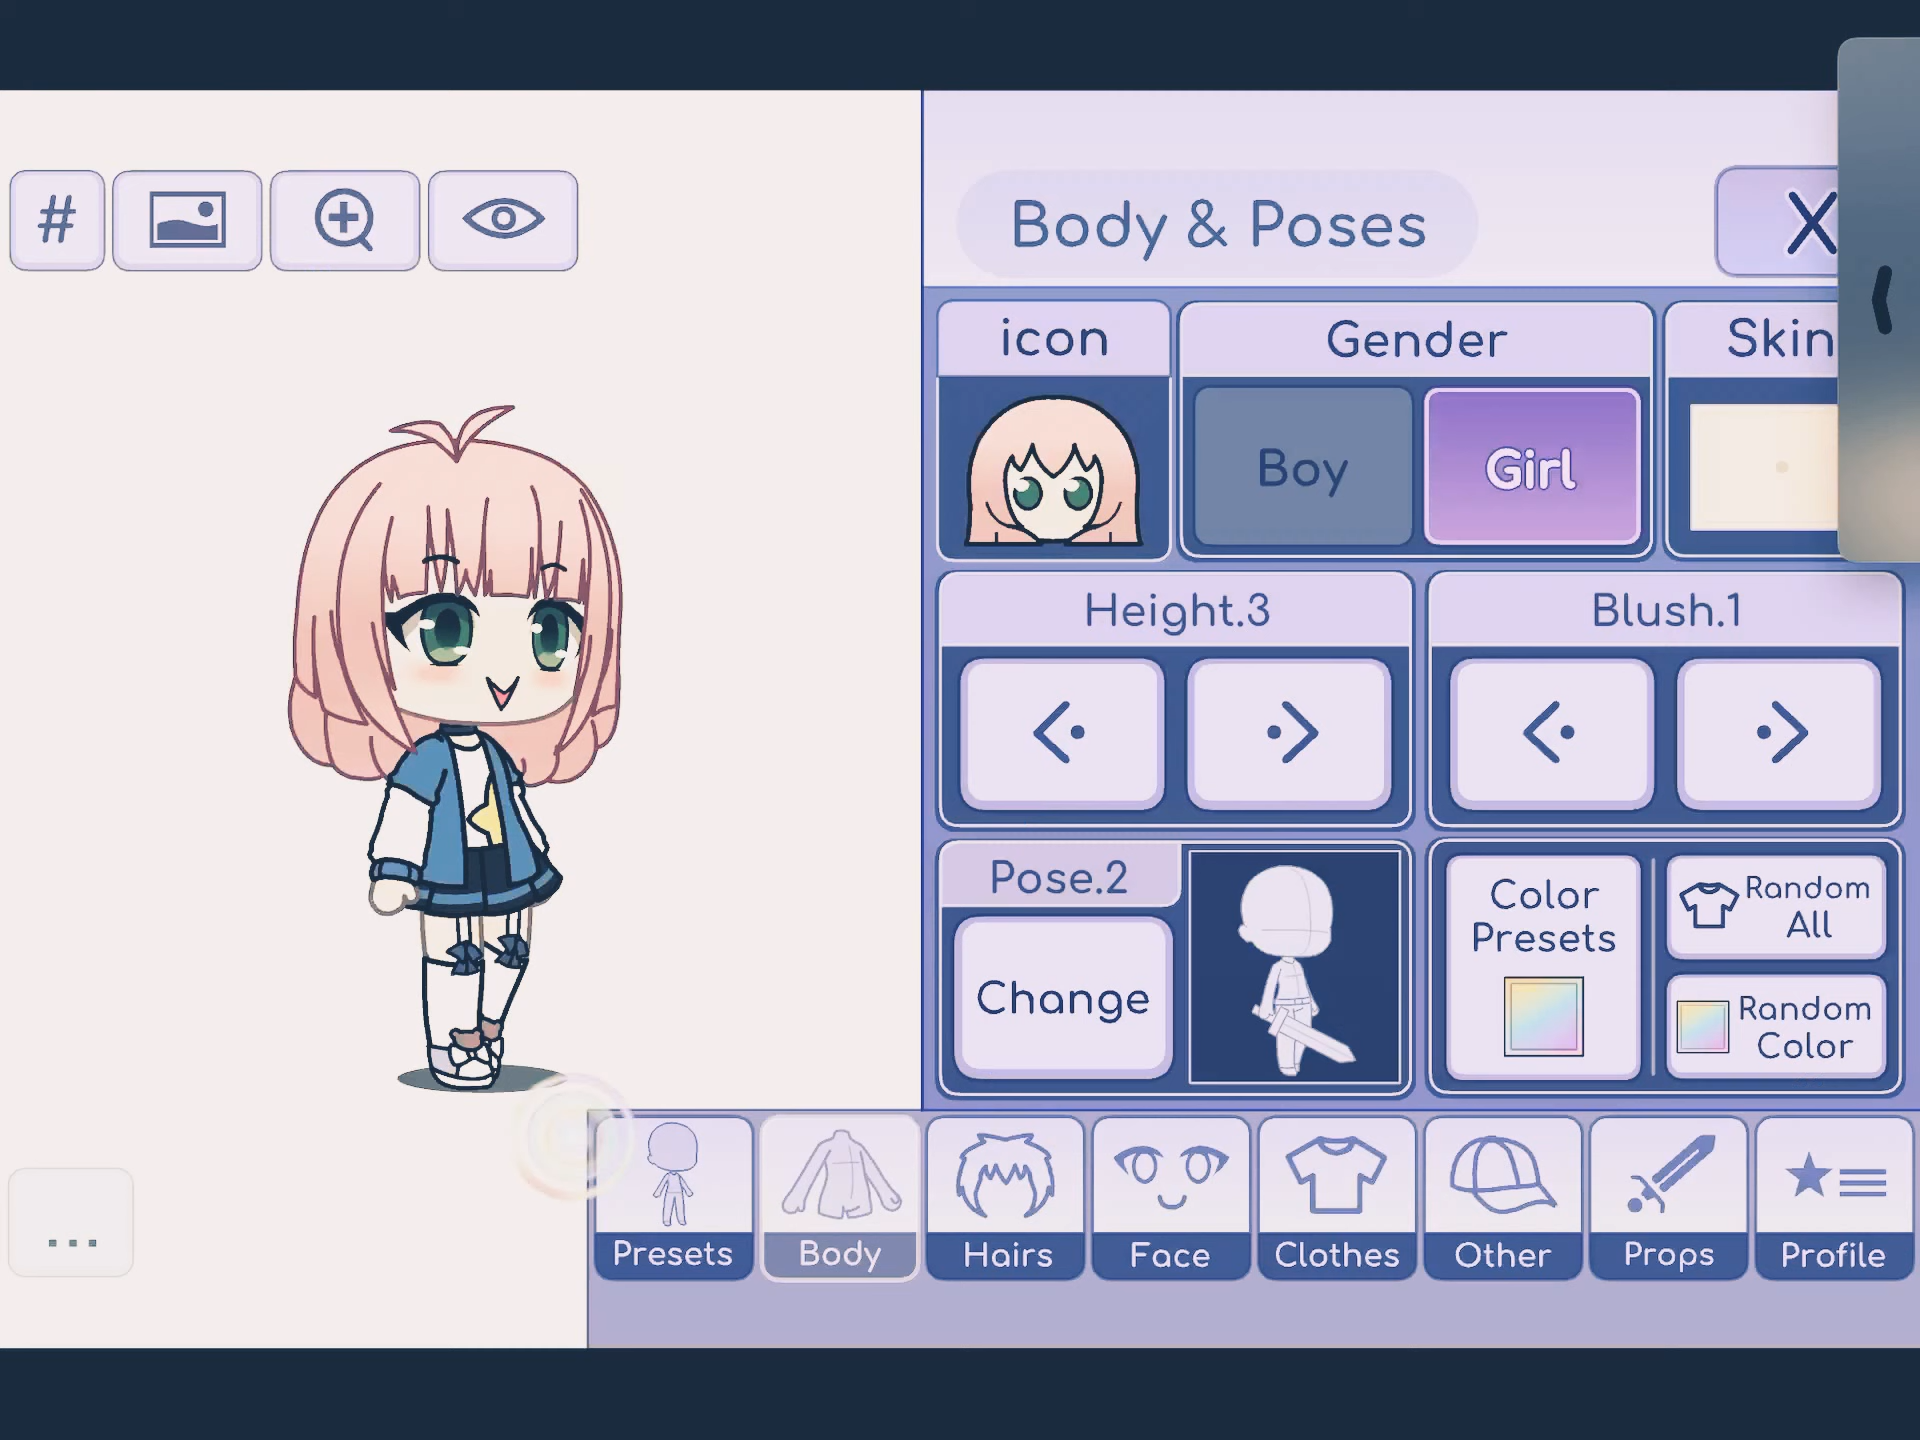 #
Body & Poses
X
icon
Gender
Skin
Boy
Girl
Height.3
Blush.1
Pose.2
Change
Color
Presets
Random
All
Random
Color
...
Presets
Body
Hairs
Face
Clothes
Other
Props
Profile